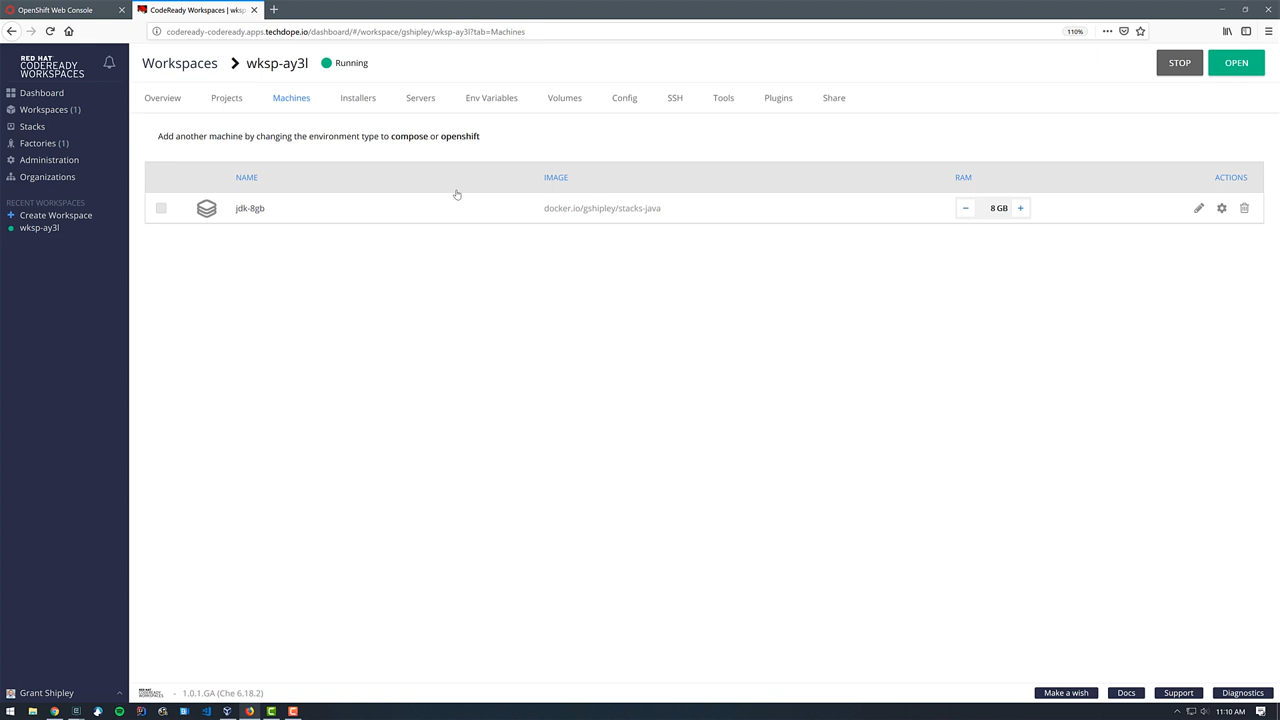 OpenShift Web Console
CodeReady Workspaces | wksp-
codeready-codeready.apps.techdope.io/dashboard/#/workspace/gshipley/wksp-ay3l?tab=Machines
110%
RED HAT
CODEREADY
WORKSPACES
Workspaces
wksp-ay3l
Running
STOP
OPEN
Dashboard
Workspaces (1)
Stacks
Factories (1)
Administration
Organizations
RECENT WORKSPACES
Create Workspace
wksp-ay3l
Overview
Projects
Machines
Installers
Servers
Env Variables
Volumes
Config
SSH
Tools
Plugins
Share
Add another machine by changing the environment type to compose or openshift
NAME
IMAGE
RAM
ACTIONS
jdk-8gb
docker.io/gshipley/stacks-java
8 GB
Grant Shipley
RED HAT
CODEREADY
WORKSPACES
- 1.0.1.GA (Che 6.18.2)
Make a wish
Docs
Support
Diagnostics
11:10 AM